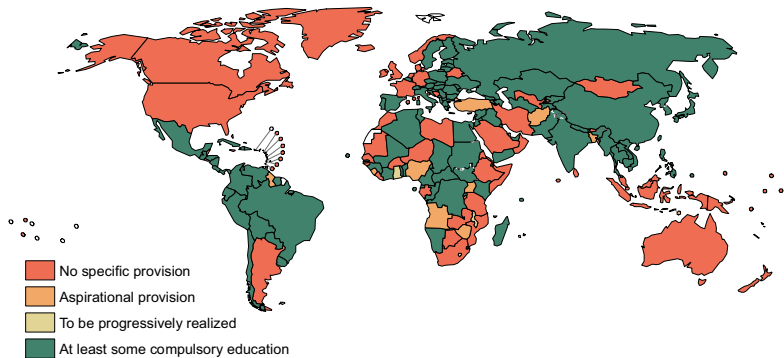 No specific provision
Aspirational provision
To be progressively realized
At least some compulsory education